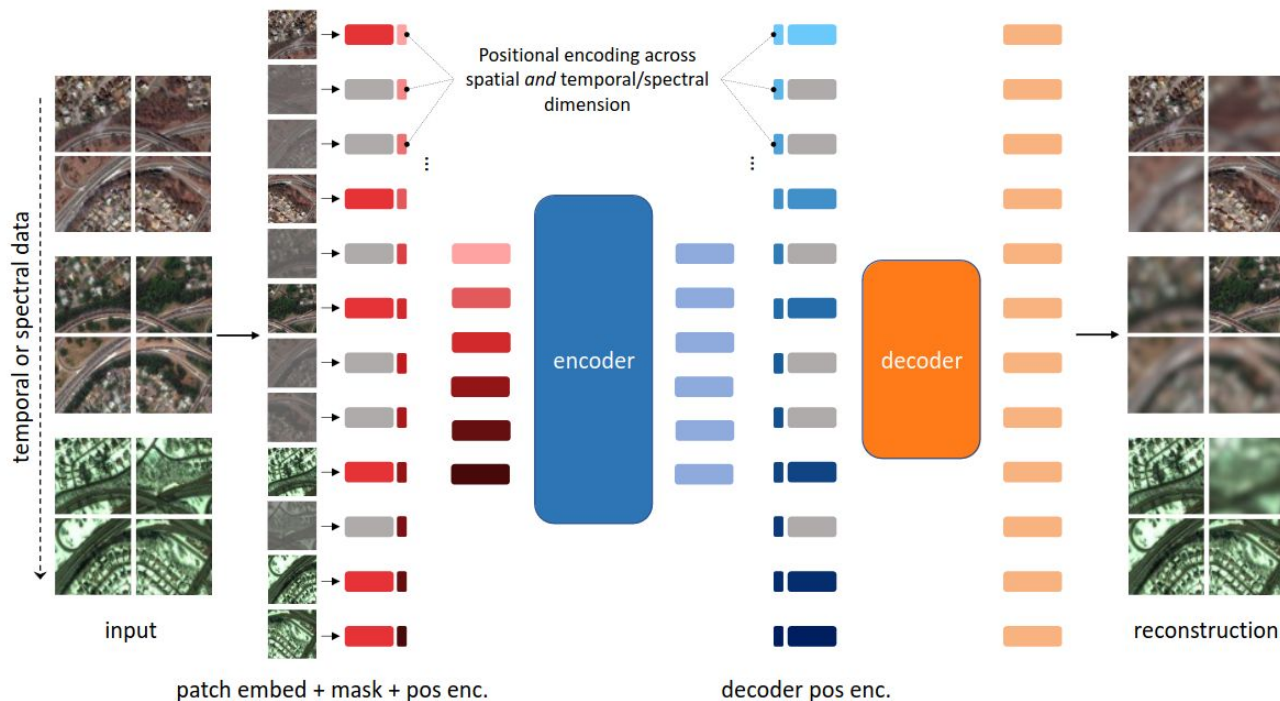 Positional encoding across
spatial and temporal/spectral
dimension
...
...
temporal or spectral data
encoder
decoder
input
reconstruction
patch embed + mask + pos enc.
decoder pos enc.